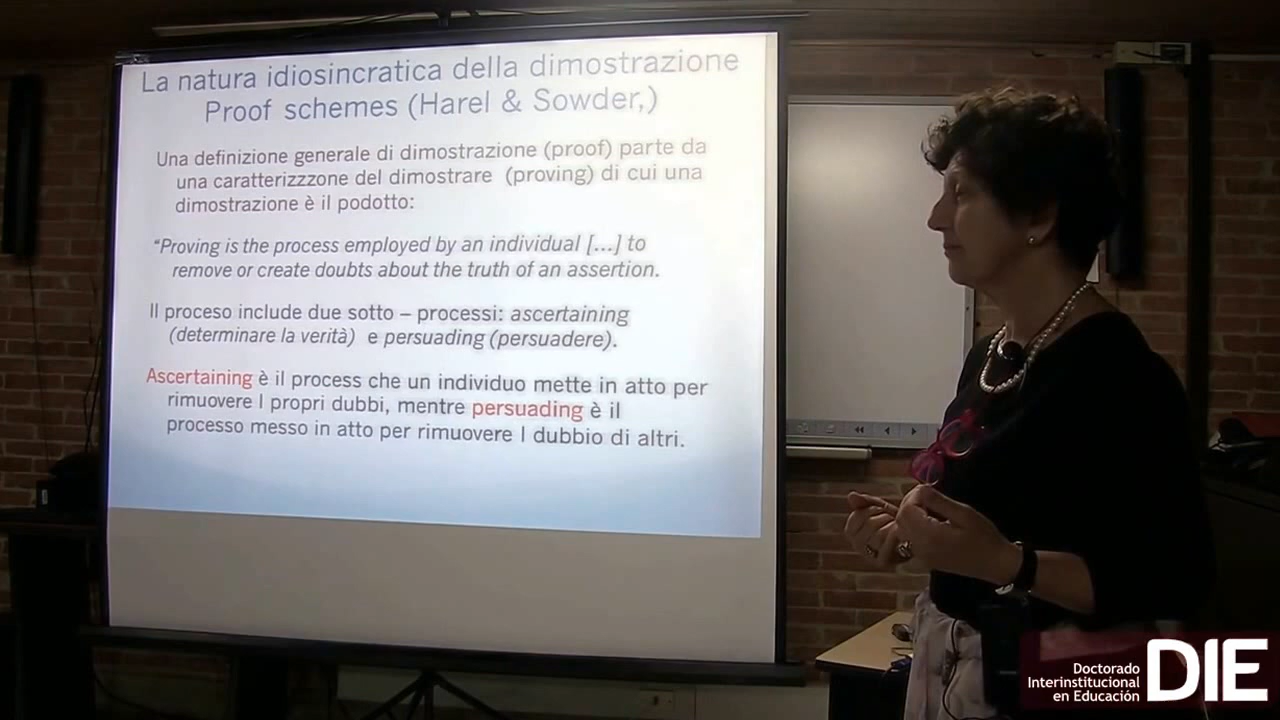 La natura idiosincratica della dimostrazione
Proof schemes (Harel & Sowder,)
Una definizione generale di dimostrazione (proof) parte da
una caratterizzzone del dimostrare (proving) di cui una
dimostrazione è il podotto:
“Proving is the process employed by an individual [...] to
remove or create doubts about the truth of an assertion.
Il proceso include due sotto – processi: ascertaining
(determinare la verità) e persuading (persuadere).
Ascertaining è il process che un individuo mette in atto per
rimuovere I propri dubbi, mentre persuading è il
processo messo in atto per rimuovere I dubbio di altri.
Doctorado
Interinstitucional
en Educación
DIE